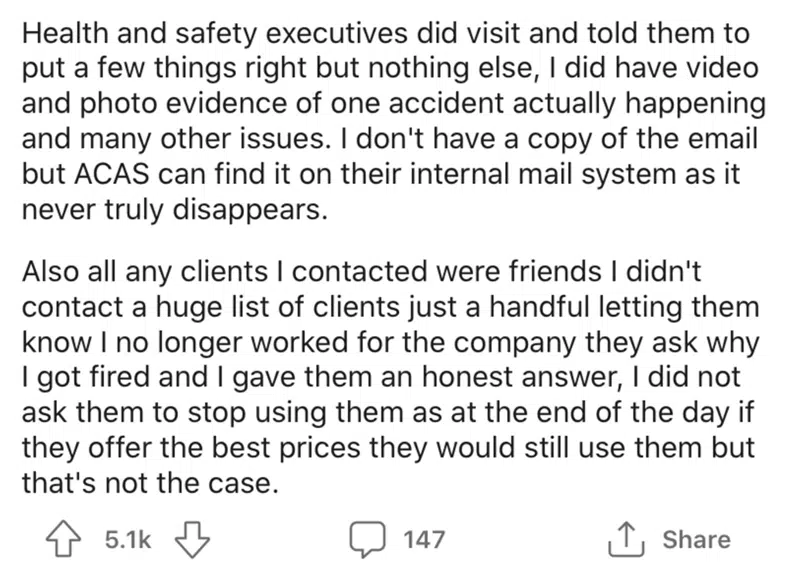 Health and safety executives did visit and told them to
put a few things right but nothing else, I did have video
and photo evidence of one accident actually happening
and many other issues. I don't have a copy of the email
but ACAS can find it on their internal mail system as it
never truly disappears.
Also all any clients I contacted were friends I didn't
contact a huge list of clients just a handful letting them
know I no longer worked for the company they ask why
I got fired and I gave them an honest answer, I did not
ask them to stop using them as at the end of the day if
they offer the best prices they would still use them but
that's not the case.
5.1k 147 Share